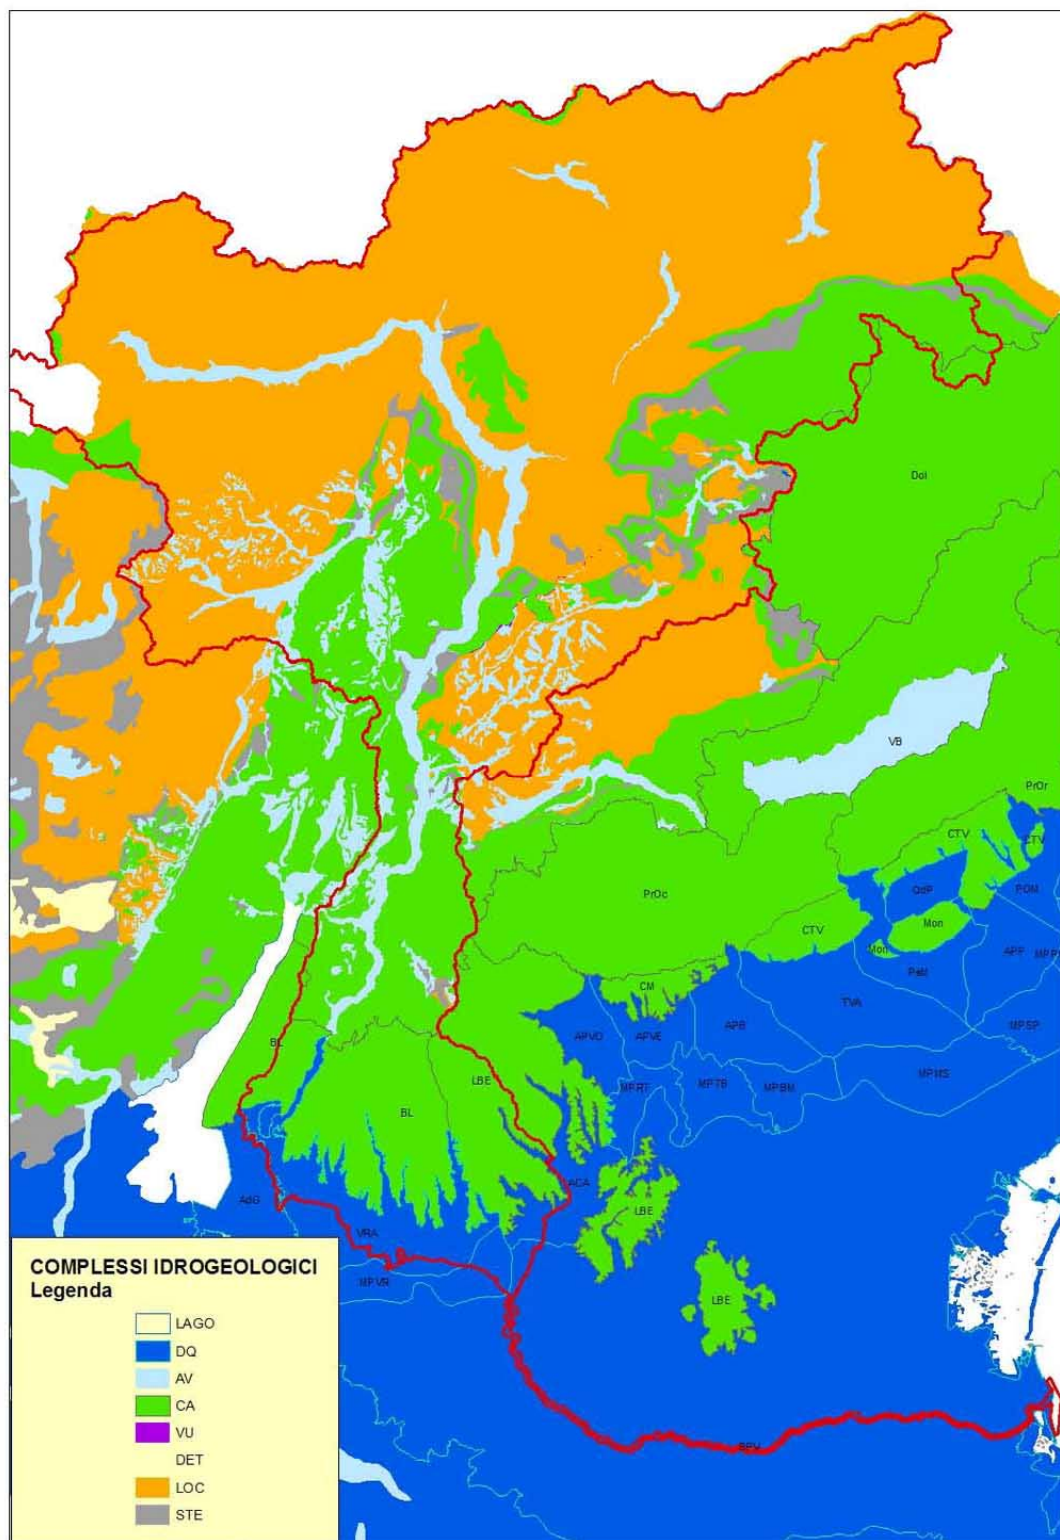 Dol
VB
PrOr
CTV
CTV
QdP
POM
PrOc
Mon
CTV
Mon
APP
PsM
CM
TVA
APB
APVO
APVE
MPSP
BL
LBE
MPRT
MPTB
MPBM
MPMS
BL
ACA
AdG
LBE
VRA
MPVR
LBE
BPV
COMPLESSI IDROGEOLOGICI
Legenda
LAGO
DQ
AV
CA
VU
DET
LOC
STE